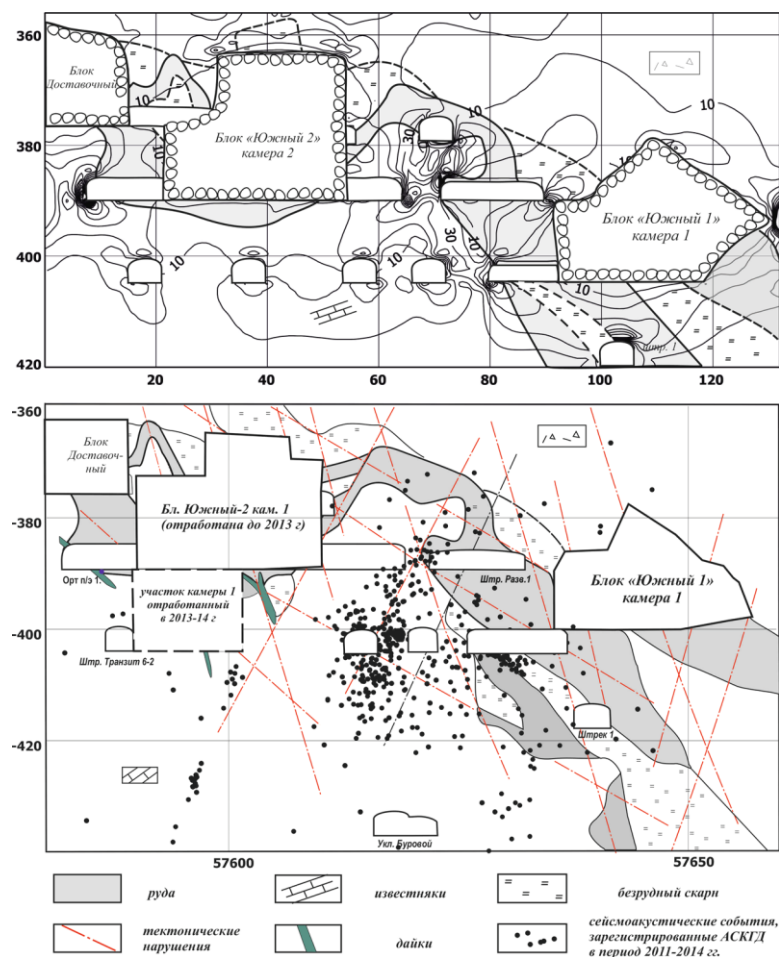 360
380
400
420
20
40
60
80
100
120
Блок
Доставочный
Блок «Южный 2»
камера 2
Блок «Южный 1»
камера 1
штр. 1
10
10
10
10
10
10
10
10
10
30
30
-360
-380
-400
-420
57600
57650
Блок
Доставоч-
ный
Бл. Южный-2 кам. 1
(отработана до 2013 г)
участок камеры 1
отработанный
в 2013-14 г
Орт п/э 1.
Штр. Разв.1
Блок «Южный 1»
камера 1
Штр. Транзит 6-2
Штрек 1
Укл. Буровой
руда
известняки
безрудный скарн
тектонические
нарушения
дайки
сейсмоакустические события,
зарегистрированные АСКГД
в период 2011-2014 гг.